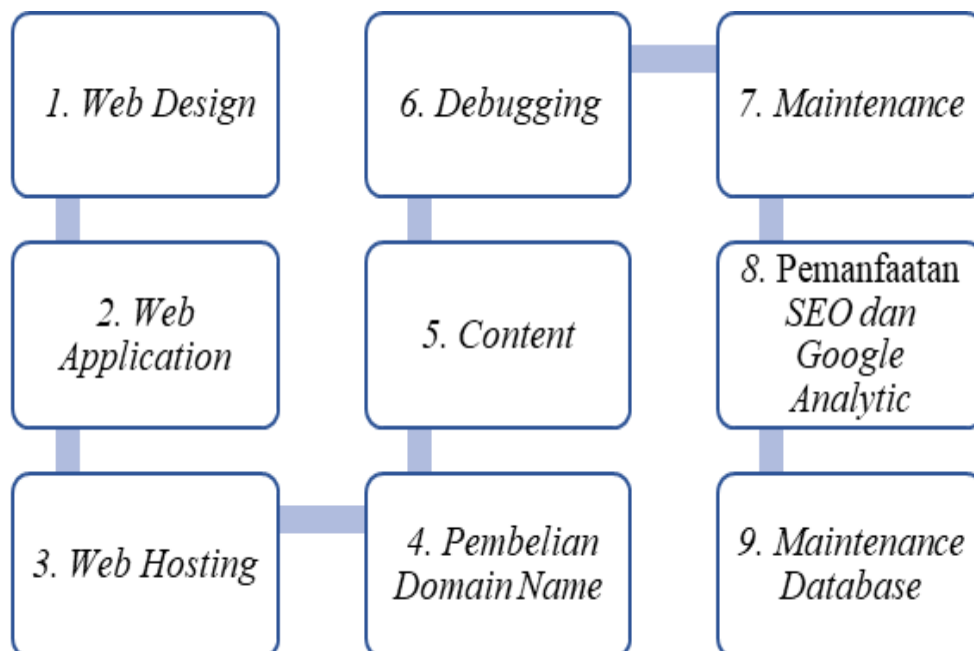 1. Web Design
2. Web
Application
3. Web Hosting
4. Pembelian
Domain Name
5. Content
6. Debugging
7. Maintenance
8. Pemanfaatan
SEO dan
Google
Analytic
9. Maintenance
Database